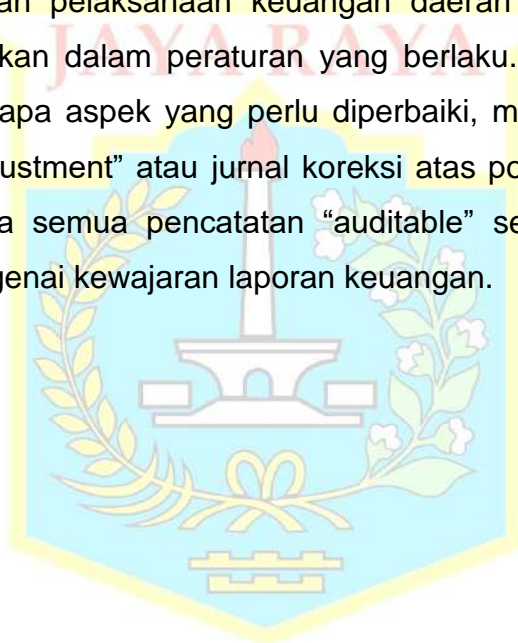 an pelaksanaan keuangan daerah
JAYA RAYA
kan dalam peraturan yang berlaku.
apa aspek yang perlu diperbaiki, m
ustment” atau jurnal koreksi atas po
a semua pencatatan “auditable” se
genai kewajaran laporan keuangan.